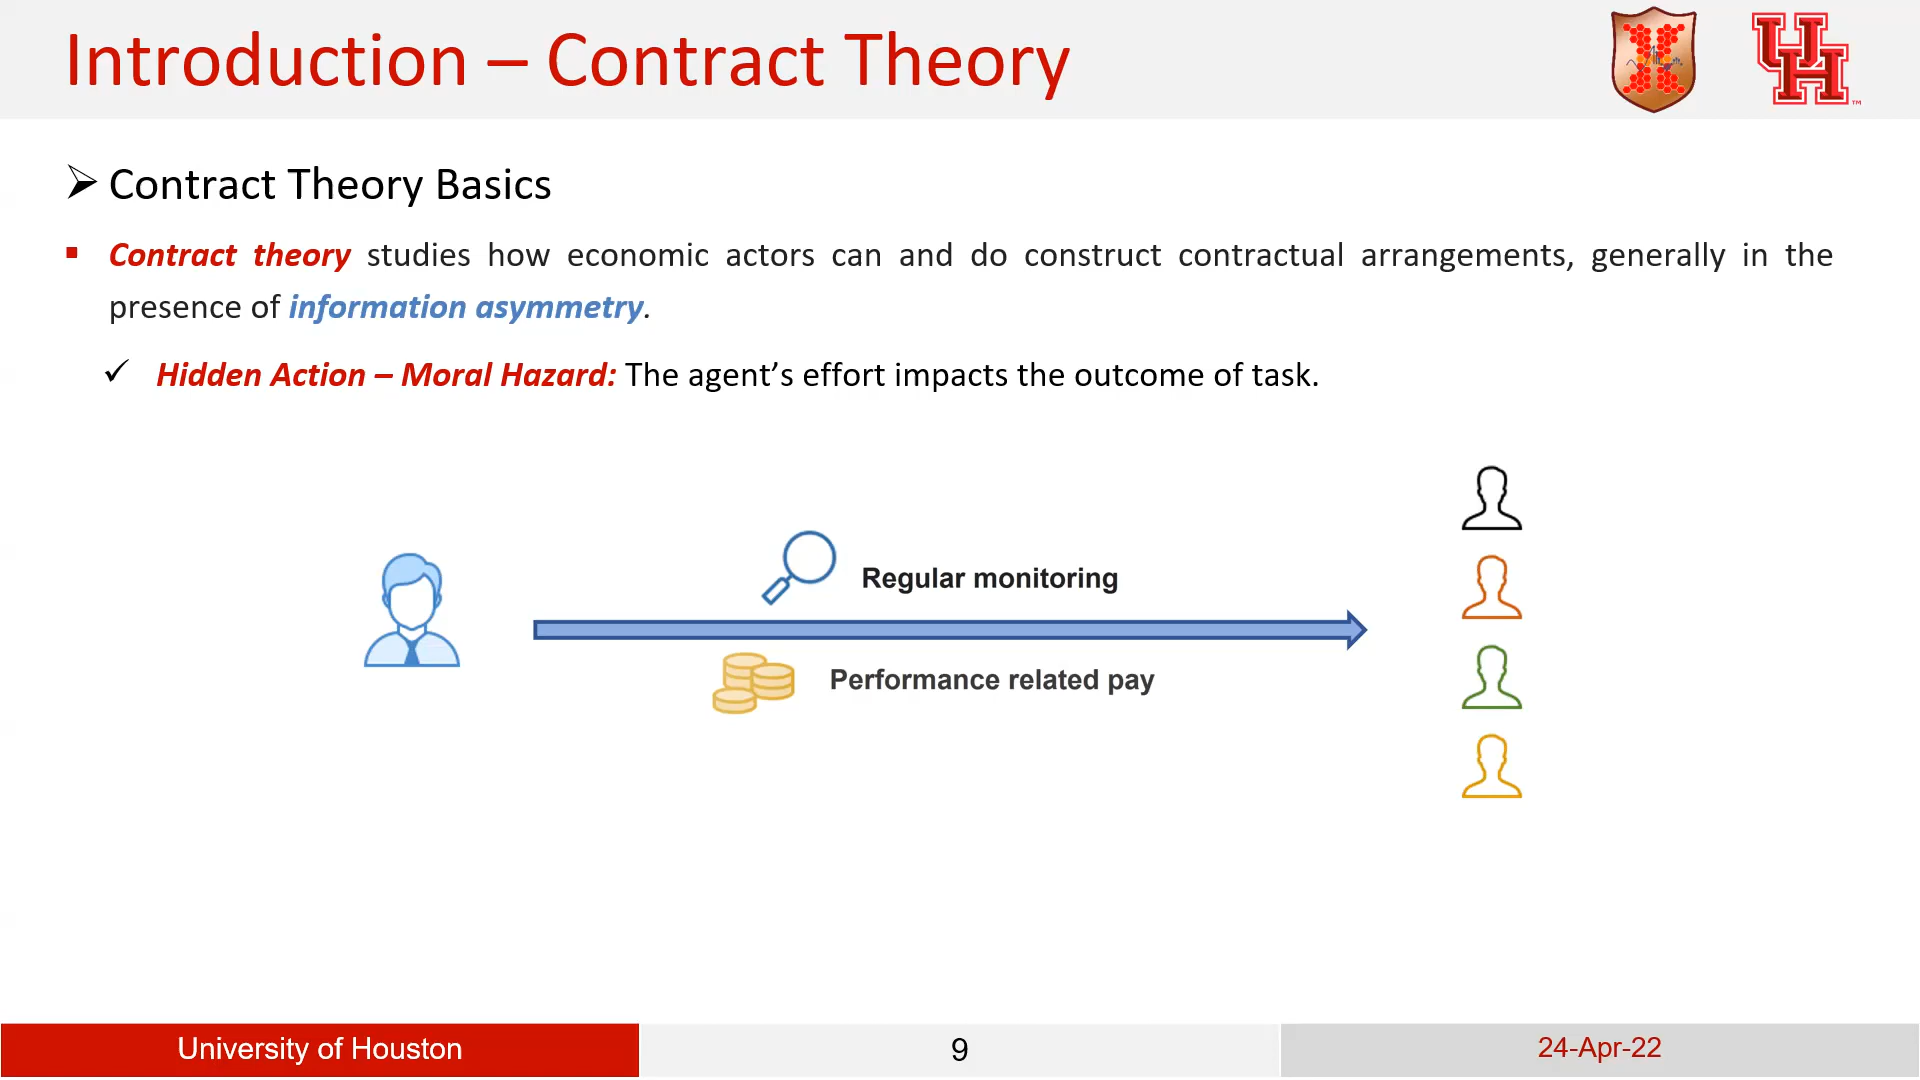 Introduction – Contract Theory
UH
TM
➢ Contract Theory Basics
▪ Contract theory studies how economic actors can and do construct contractual arrangements, generally in the
presence of information asymmetry.
✓ Hidden Action – Moral Hazard: The agent’s effort impacts the outcome of task.
Regular monitoring
Performance related pay
University of Houston
9
24-Apr-22